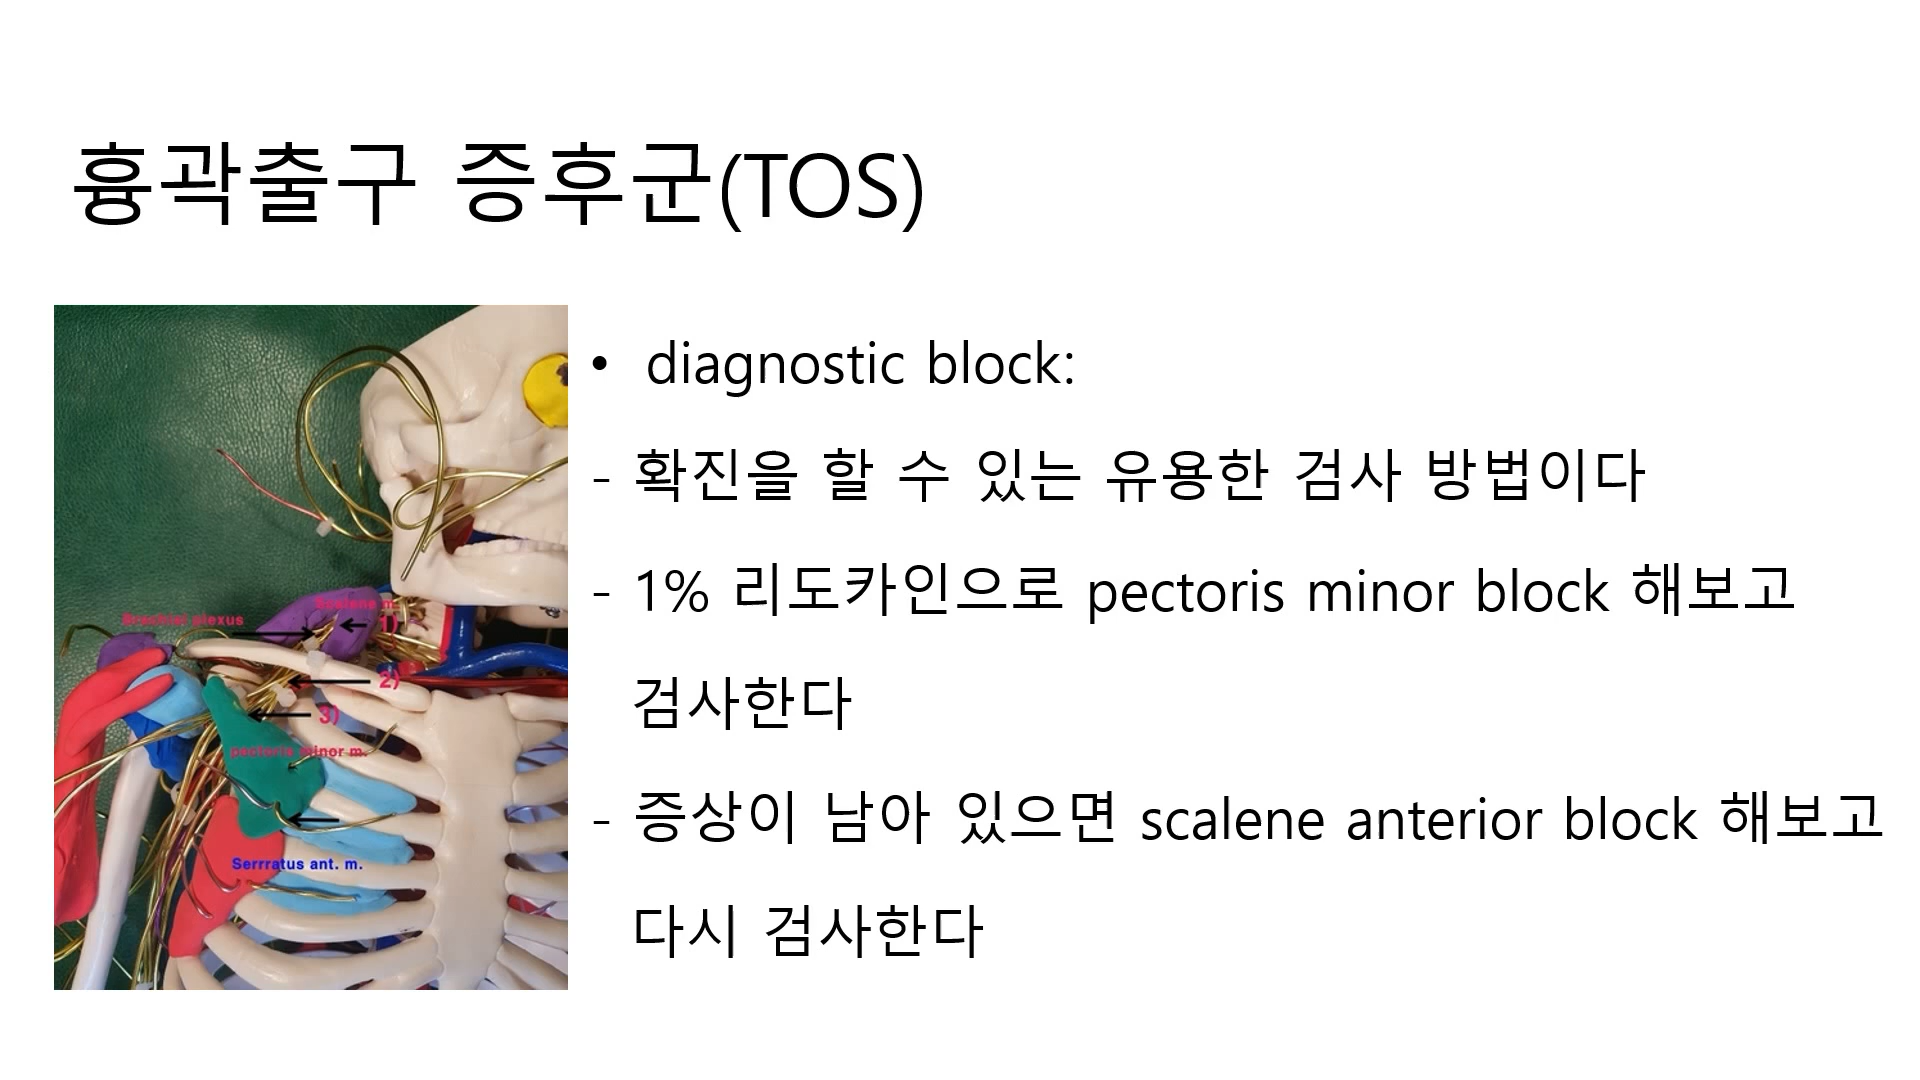 흉곽출구 증후군(TOS)
• diagnostic block:
- 확진을 할 수 있는 유용한 검사 방법이다
- 1% 리도카인으로 pectoris minor block 해보고
검사한다
- 증상이 남아 있으면 scalene anterior block 해보고
다시 검사한다
Scalene m.
Brachial plexus
1)
2)
3)
pectoris minor m.
Serrratus ant. m.